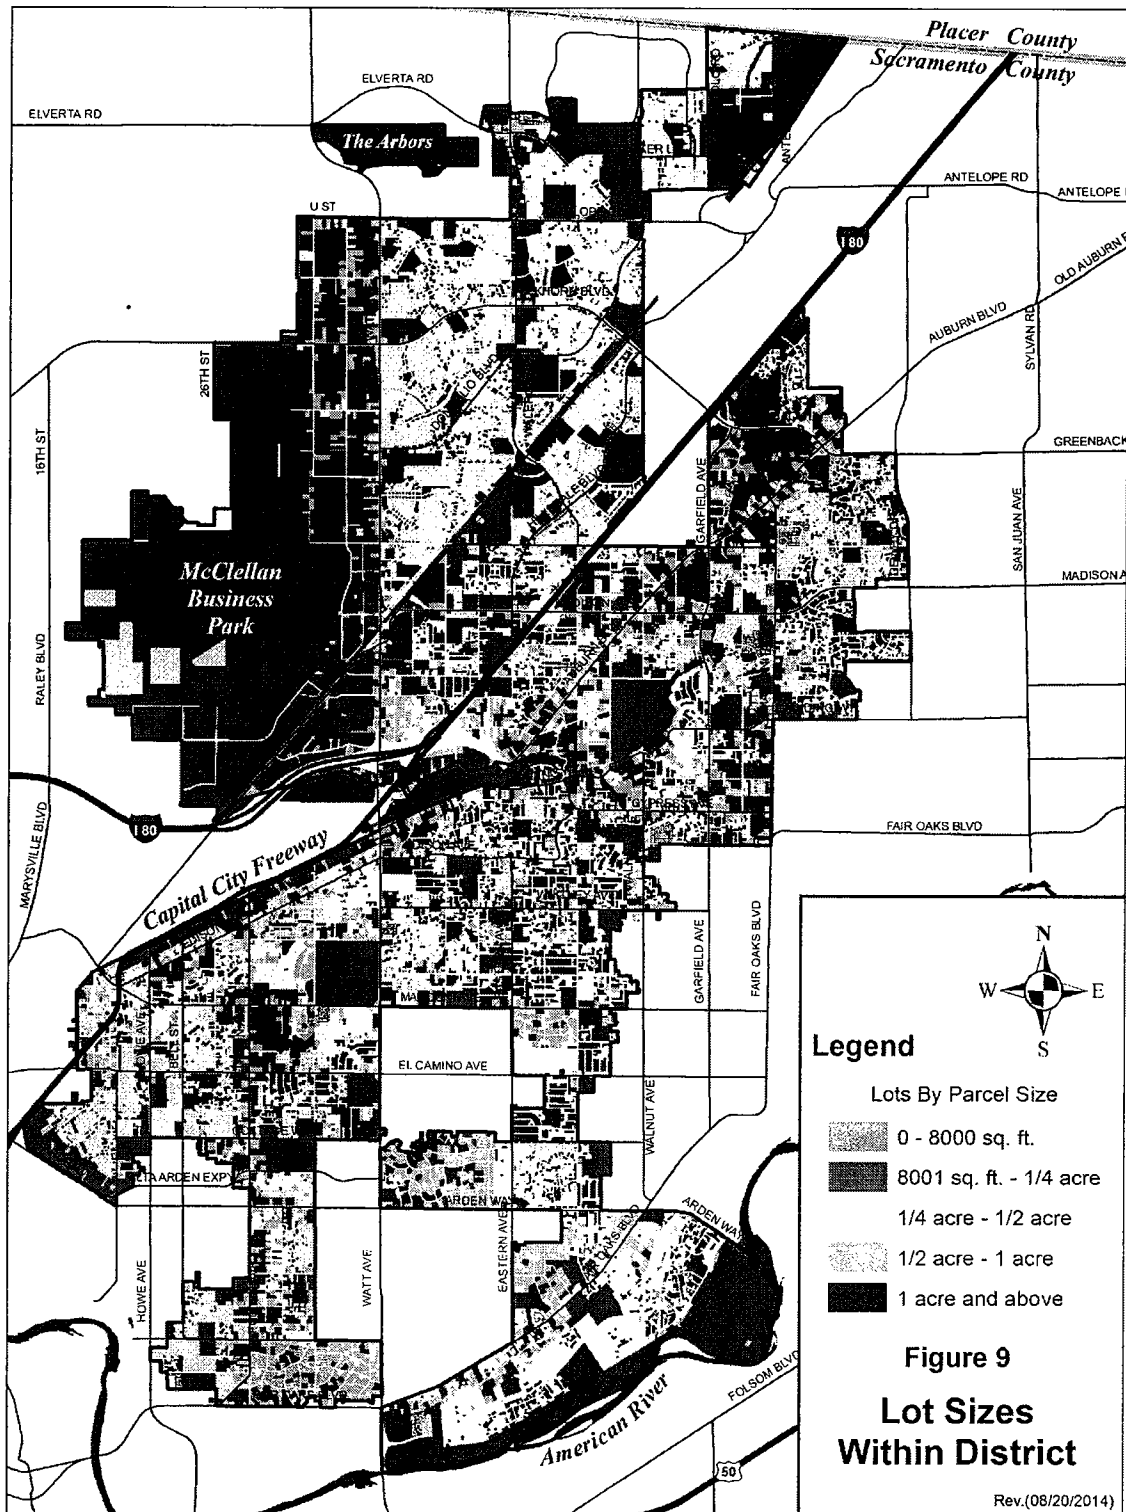 Placer County
Sacramento County
ELVERTA RD
ELVERTA RD
The Arbors
ANTELOPE RD
U ST
I 80
OLD AUBURN
AUBURN BLVD
SYLVAN RD
26TH ST
16TH ST
GREENBACK
GARFIELD AVE
SAN JUAN AVE
McClellan
Business
Park
MADISON A
RALEY BLVD
I 80
CYPRESS AVE
FAIR OAKS BLVD
MARYSVILLE BLVD
Capital City Freeway
GARFIELD AVE
FAIR OAKS BLVD
EL CAMINO AVE
WALNUT AVE
ARDEN WAY
ARDEN WAY
HOWE AVE
WATT AVE
EASTERN AVE
FOLSOM BLVD
American River
50
N
W E
S
Legend
Lots By Parcel Size
0 - 8000 sq. ft.
8001 sq. ft. - 1/4 acre
1/4 acre - 1/2 acre
1/2 acre - 1 acre
1 acre and above
Figure 9
Lot Sizes
Within District
Rev.(08/20/2014)